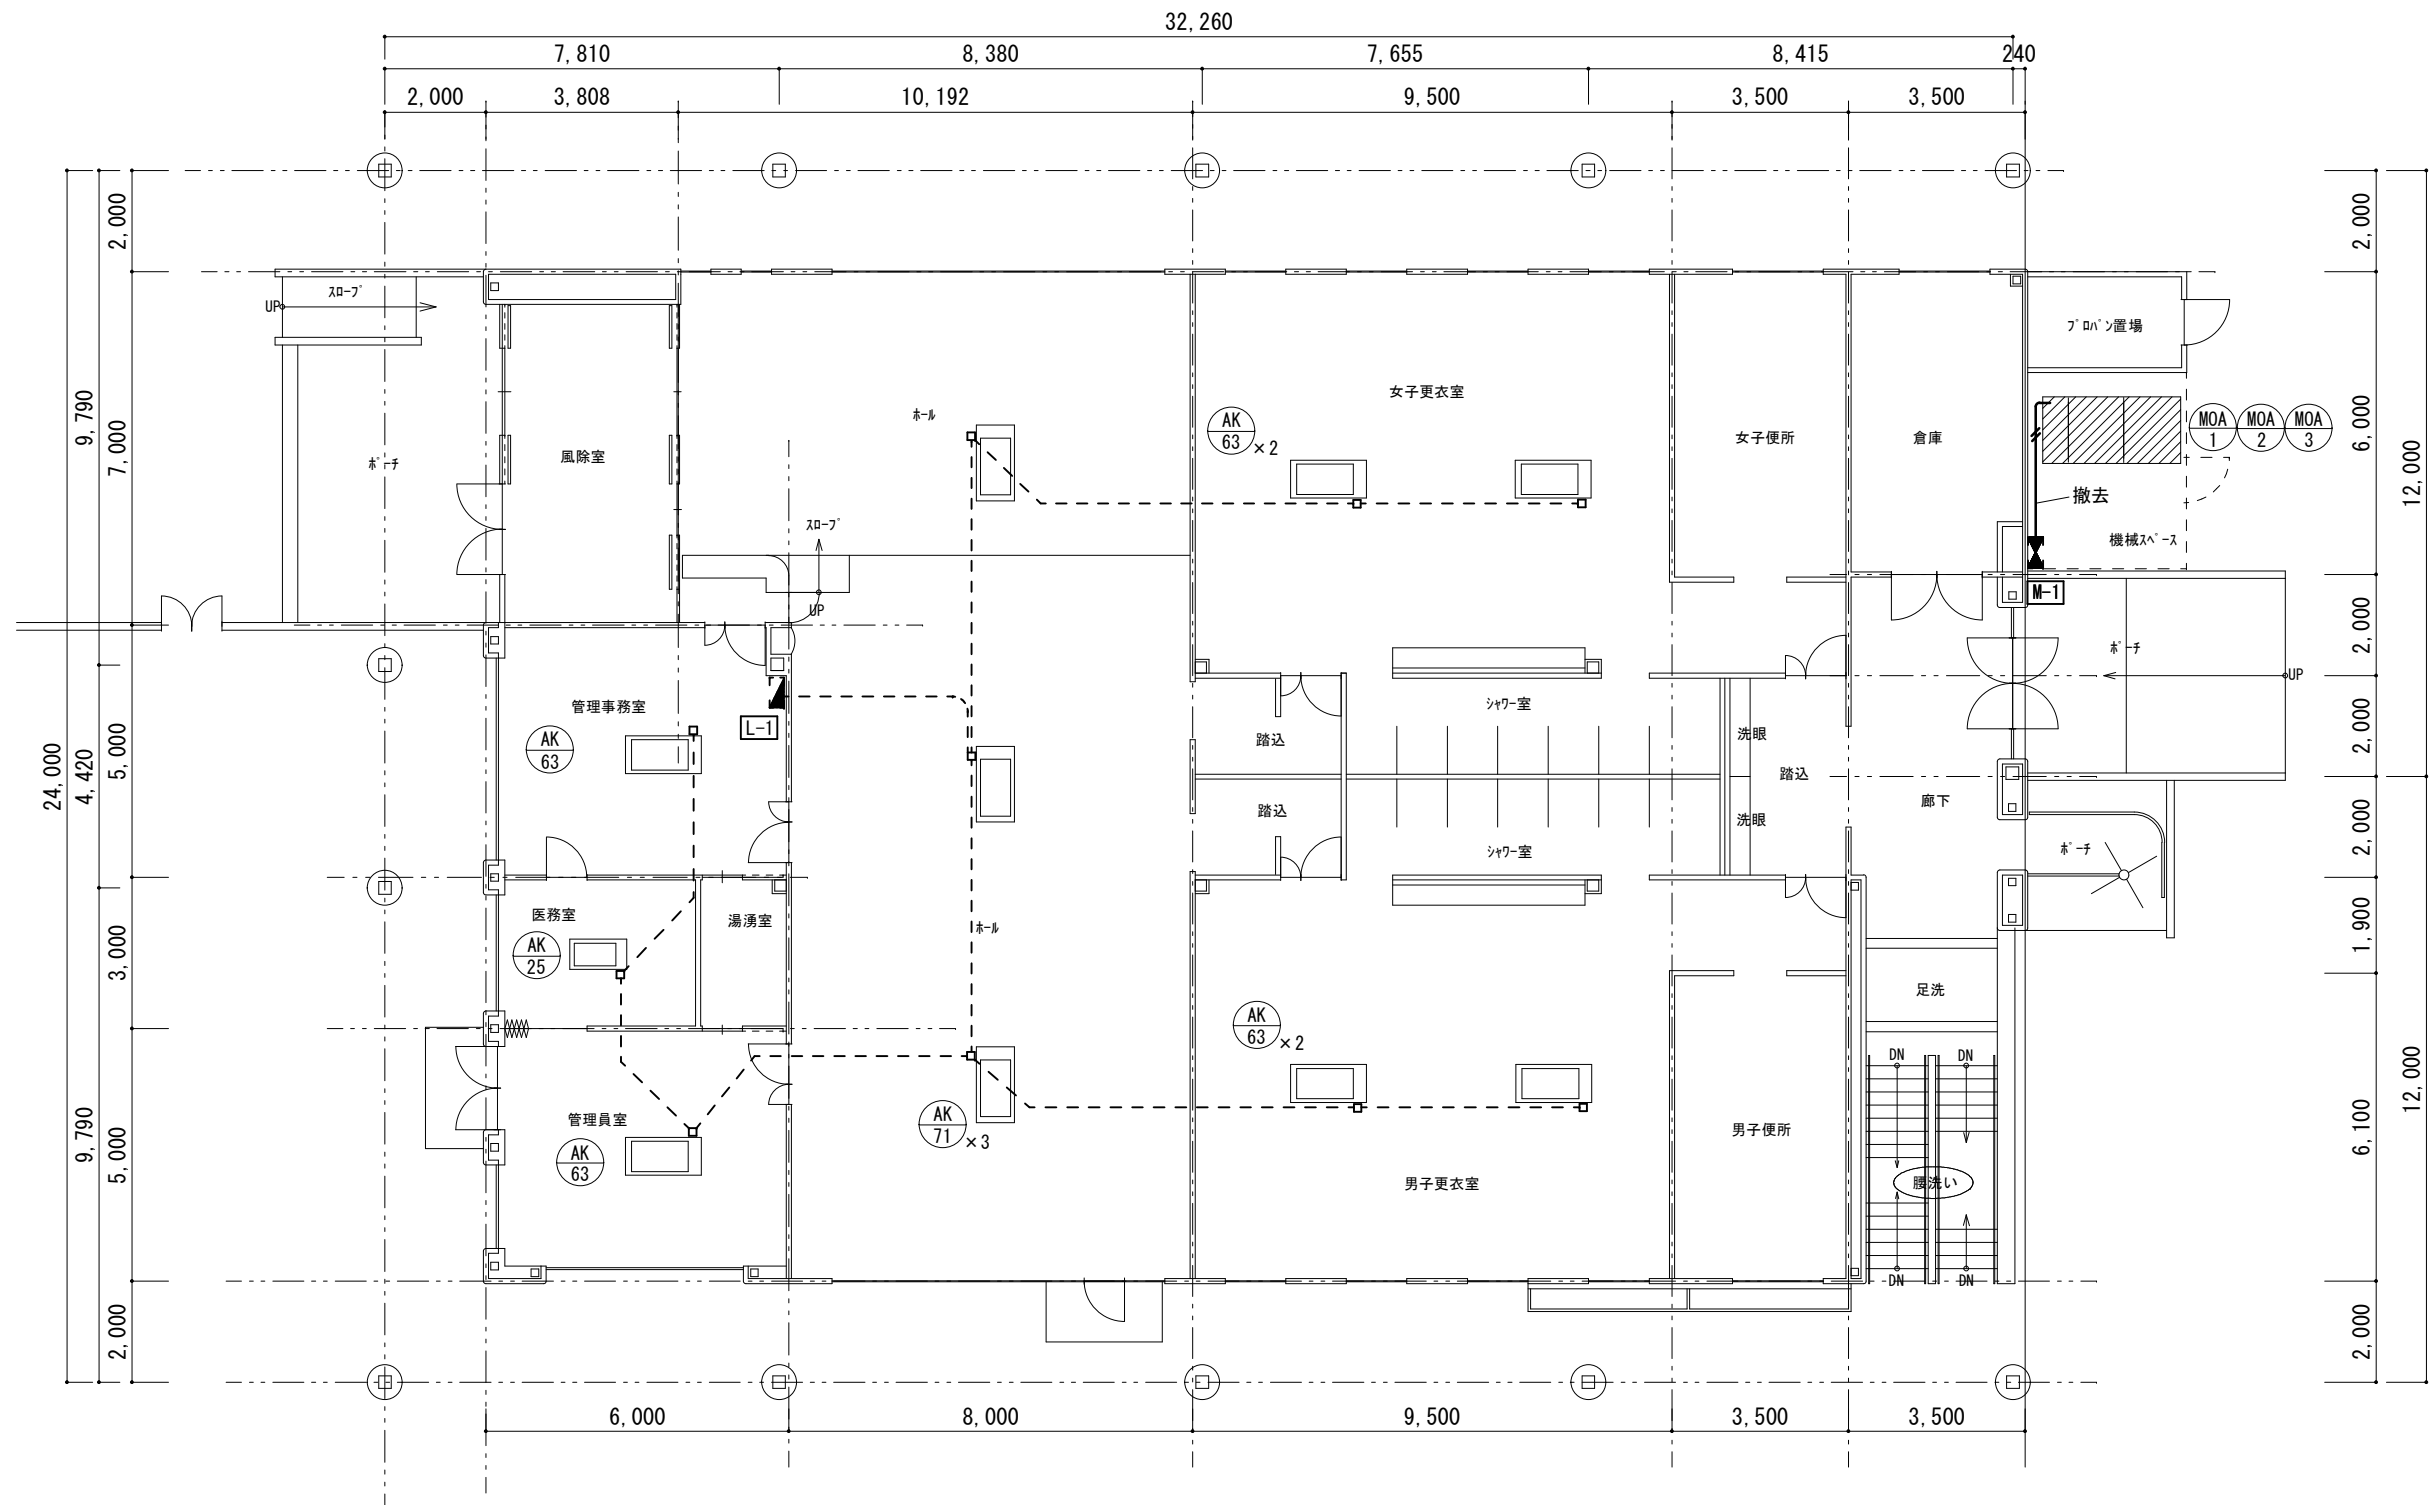 32,260
7,810
8,380
7,655
8,415
240
2,000
3,808
10,192
9,500
3,500
3,500
2,000
2,000
スロープ
UP
プロパン置場
女子更衣室
ホール
AK
63
×2
MOA
1
MOA
2
MOA
3
6,000
9,790
7,000
ポーチ
風除室
女子便所
倉庫
12,000
撤去
スロープ
機械スペース
UP
M-1
2,000
ポーチ
UP
管理事務室
シャワー室
L-1
AK
63
踏込
洗眼
踏込
2,000
24,000
4,420
5,000
廊下
踏込
洗眼
シャワー室
ポーチ
2,000
医務室
湯湧室
ホール
AK
25
3,000
1,900
足洗
AK
63
×2
DN
DN
12,000
管理員室
AK
71
×3
男子便所
9,790
5,000
6,100
AK
63
男子更衣室
腰洗い
DN
DN
2,000
2,000
6,000
8,000
9,500
3,500
3,500